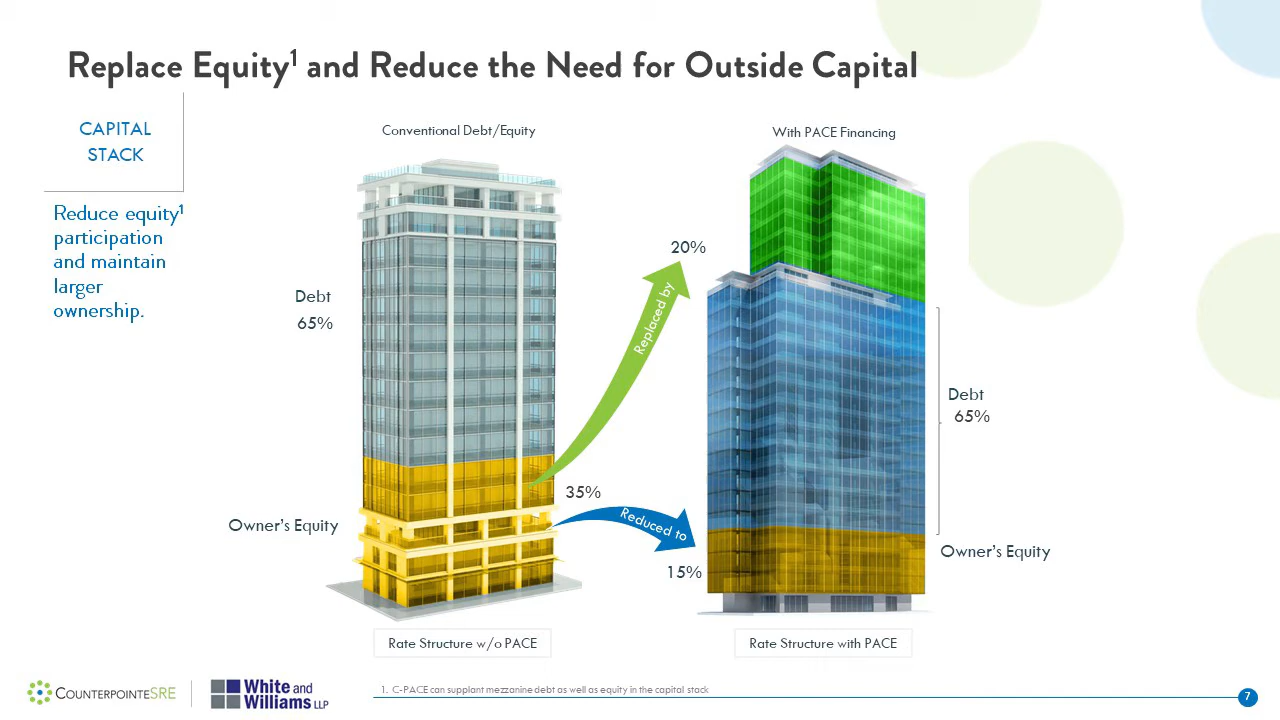 Replace Equity¹ and Reduce the Need for Outside Capital
CAPITAL
STACK
Reduce equity¹
participation
and maintain
larger
ownership.
Conventional Debt/Equity
Debt
65%
Owner's Equity
35%
Replaced by
20%
Reduced to
15%
With PACE Financing
Debt
65%
Owner's Equity
Rate Structure w/o PACE
Rate Structure with PACE
COUNTERPOINTESRE
White and
Williams LLP
1. C-PACE can supplant mezzanine debt as well as equity in the capital stack
7